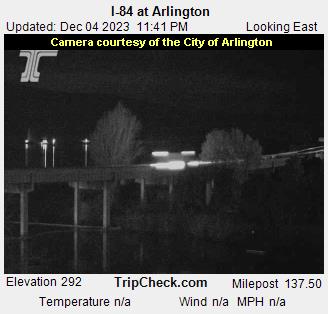 I-84 at Arlington
Updated: Dec 04 2023 11:41 PM Looking East
Camera courtesy of the City of Arlington
Elevation 292 TripCheck.com Milepost 137.50
Temperature n/a Wind n/a MPH n/a